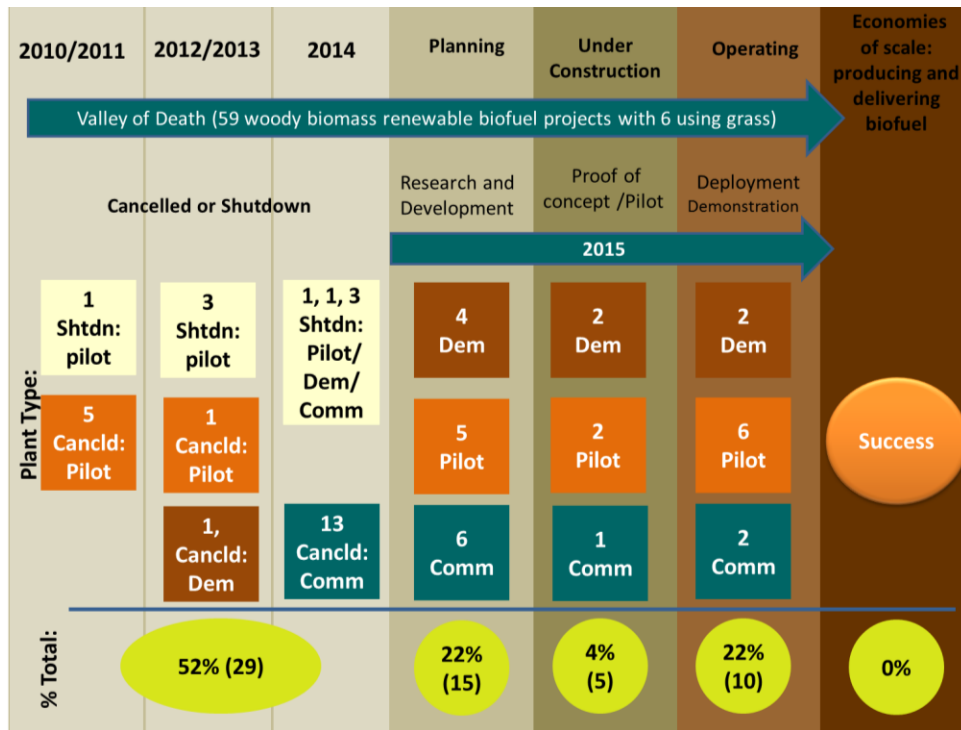 2010/2011
2012/2013
2014
Planning
Under
Construction
Operating
Economies
of scale:
producing and
delivering
biofuel
Valley of Death (59 woody biomass renewable biofuel projects with 6 using grass)
Cancelled or Shutdown
Research and
Development
Proof of
concept /Pilot
Deployment
Demonstration
2015
Plant Type:
1
Shtdn:
pilot
3
Shtdn:
pilot
1, 1, 3
Shtdn:
Pilot/
Dem/
Comm
4
Dem
2
Dem
2
Dem
5
Cancld:
Pilot
1
Cancld:
Pilot
5
Pilot
2
Pilot
6
Pilot
Success
1,
Cancld:
Dem
13
Cancld:
Comm
6
Comm
1
Comm
2
Comm
% Total:
52% (29)
22%
(15)
4%
(5)
22%
(10)
0%